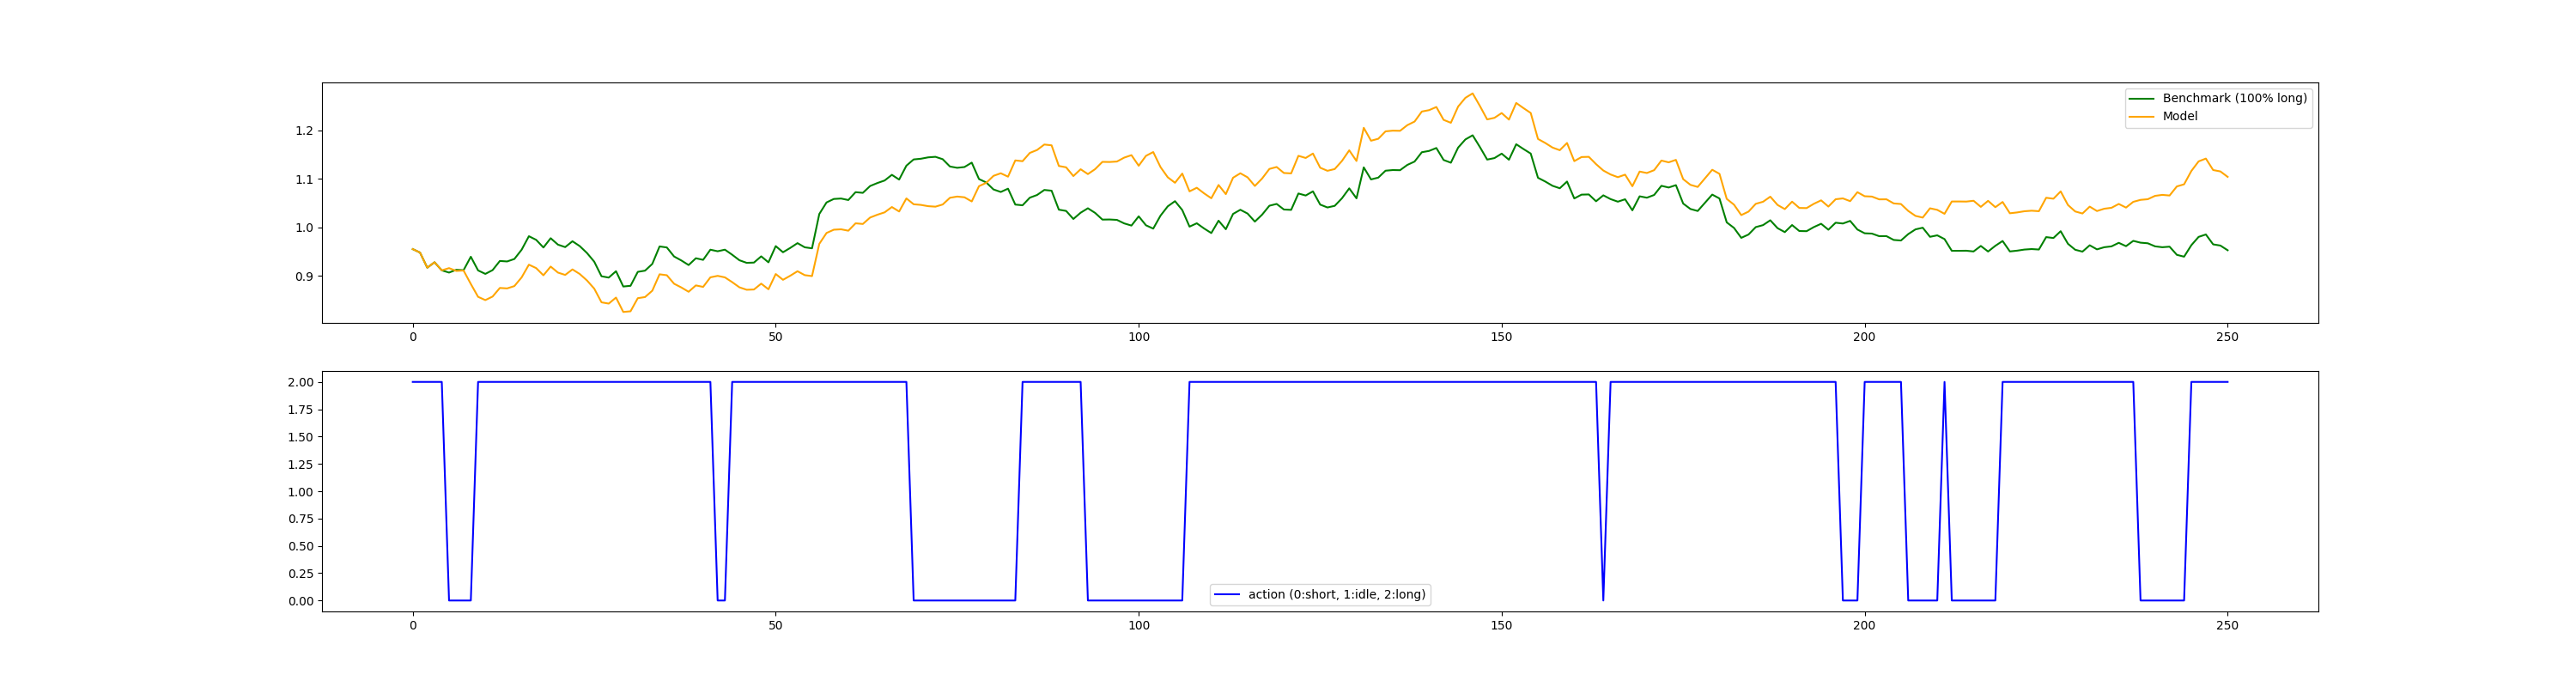 Benchmark (100% long)
Model
1.2
1.1
1.0
0.9
0 50 100 150 200 250
2.00
1.75
1.50
1.25
1.00
0.75
0.50
0.25
0.00
action (0:short, 1:idle, 2:long)
0 50 100 150 200 250